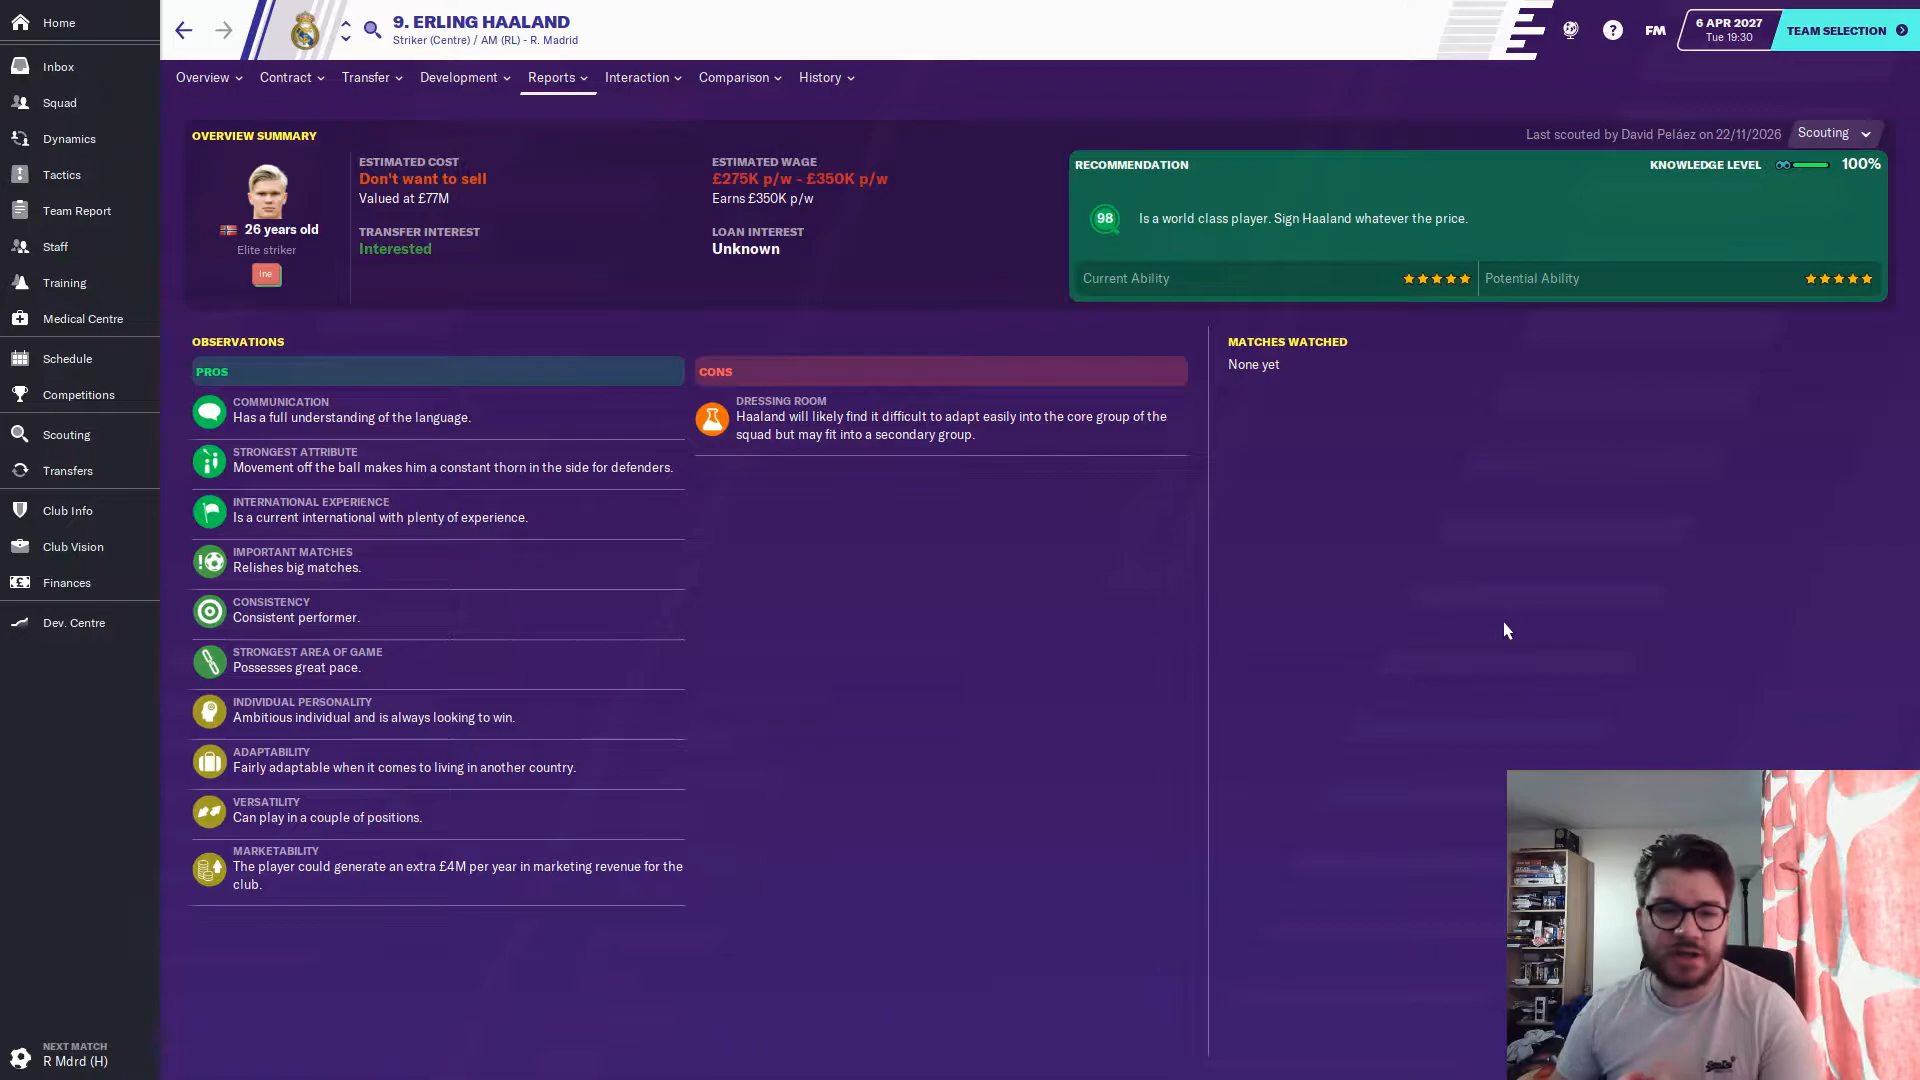 Home
Inbox
Squad
Dynamics
Tactics
Team Report
Staff
Training
Medical Centre
Schedule
Competitions
Scouting
Transfers
Club Info
Club Vision
Finances
Dev. Centre
NEXT MATCH
R Mdrd (H)
9. ERLING HAALAND
Striker (Centre) / AM (RL) - R. Madrid
?
FM
6 APR 2027
Tue 19:30
TEAM SELECTION
Overview
Contract
Transfer
Development
Reports
Interaction
Comparison
History
OVERVIEW SUMMARY
Last scouted by David Peláez on 22/11/2026
Scouting
26 years old
Elite striker
Ine
ESTIMATED COST
Don't want to sell
Valued at £77M
TRANSFER INTEREST
Interested
ESTIMATED WAGE
£275K p/w - £350K p/w
Earns £350K p/w
LOAN INTEREST
Unknown
RECOMMENDATION
KNOWLEDGE LEVEL
100%
98
Is a world class player. Sign Haaland whatever the price.
Current Ability
Potential Ability
OBSERVATIONS
PROS
COMMUNICATION
Has a full understanding of the language.
STRONGEST ATTRIBUTE
Movement off the ball makes him a constant thorn in the side for defenders.
INTERNATIONAL EXPERIENCE
Is a current international with plenty of experience.
IMPORTANT MATCHES
Relishes big matches.
CONSISTENCY
Consistent performer.
STRONGEST AREA OF GAME
Possesses great pace.
INDIVIDUAL PERSONALITY
Ambitious individual and is always looking to win.
ADAPTABILITY
Fairly adaptable when it comes to living in another country.
VERSATILITY
Can play in a couple of positions.
MARKETABILITY
The player could generate an extra £4M per year in marketing revenue for the
club.
CONS
DRESSING ROOM
Haaland will likely find it difficult to adapt easily into the core group of the
squad but may fit into a secondary group.
MATCHES WATCHED
None yet